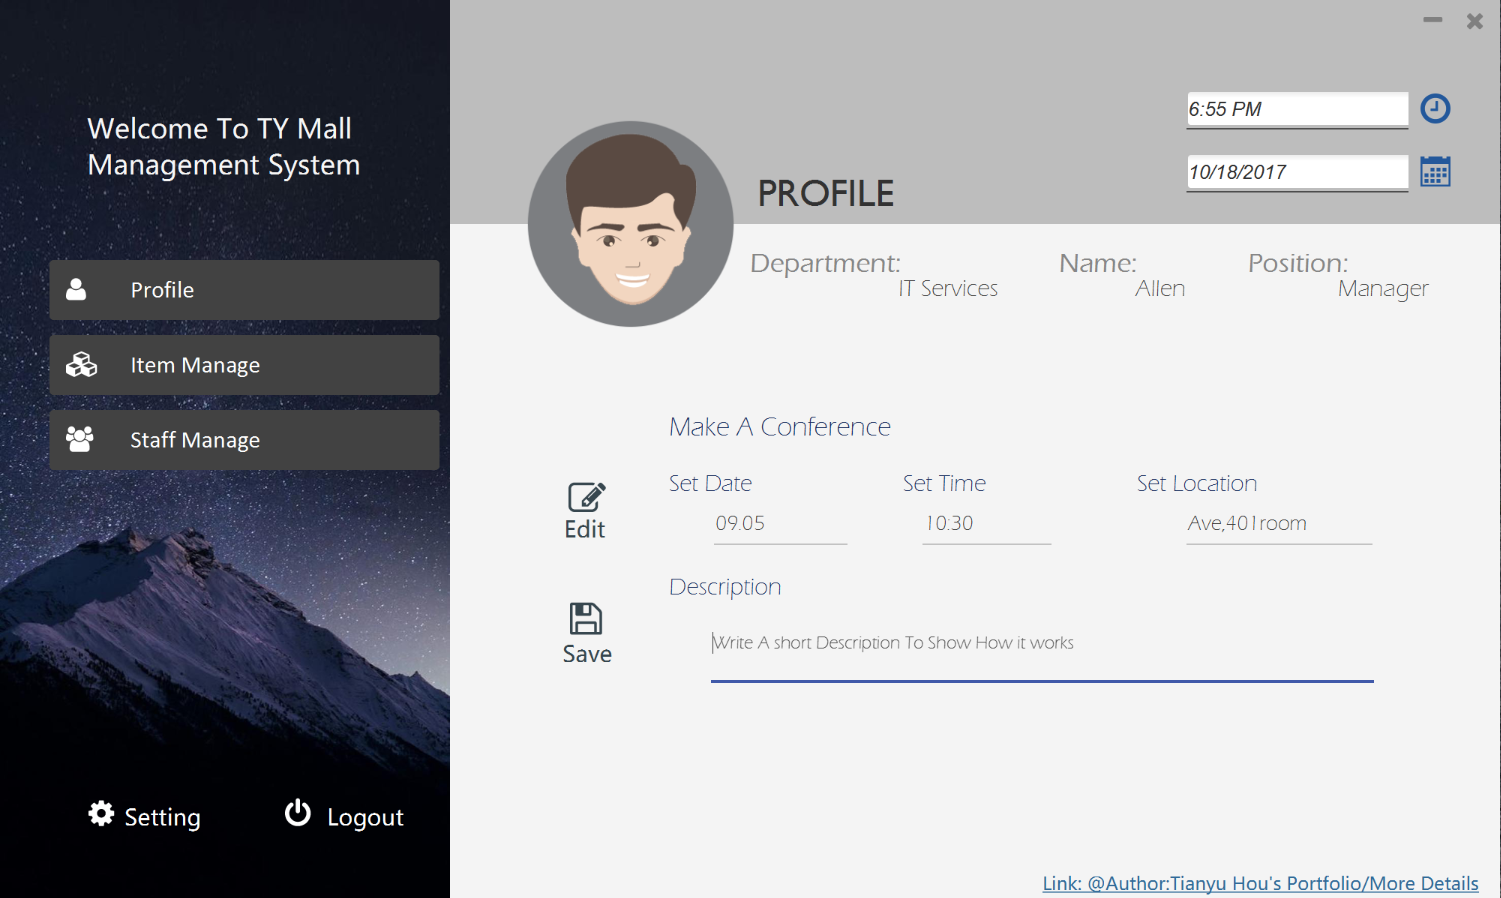 Welcome To TY Mall
Management System
Profile
Item Manage
Staff Manage
Setting
Logout
6:55 PM
10/18/2017
PROFILE
Department:
IT Services
Name:
Allen
Position:
Manager
Make A Conference
Set Date
Set Time
Set Location
09.05
10:30
Ave,401room
Edit
Description
Write A short Description To Show How it works
Save
Link: @Author:Tianyu Hou's Portfolio/More Details